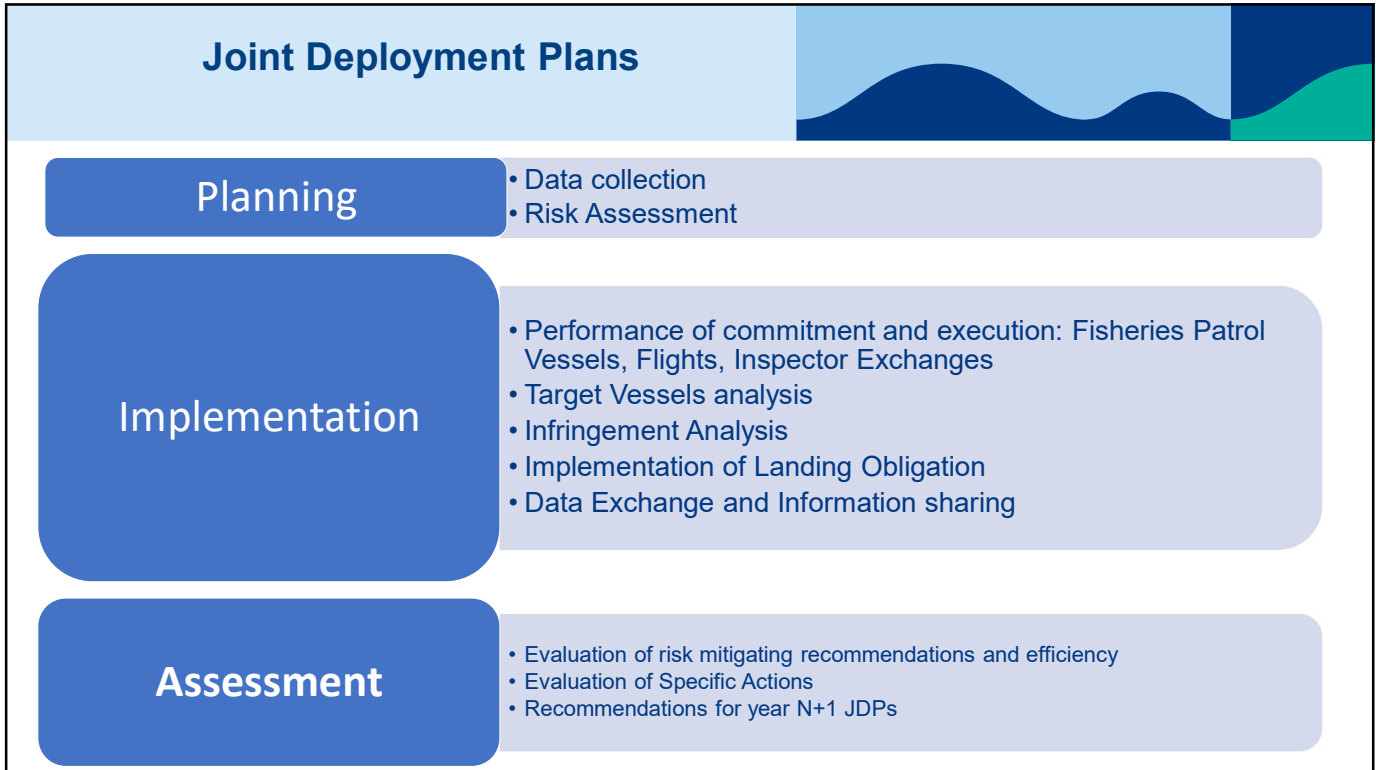 Joint Deployment Plans
Planning
• Data collection
• Risk Assessment
Implementation
• Performance of commitment and execution: Fisheries Patrol
Vessels, Flights, Inspector Exchanges
• Target Vessels analysis
• Infringement Analysis
• Implementation of Landing Obligation
• Data Exchange and Information sharing
Assessment
• Evaluation of risk mitigating recommendations and efficiency
• Evaluation of Specific Actions
• Recommendations for year N+1 JDPs